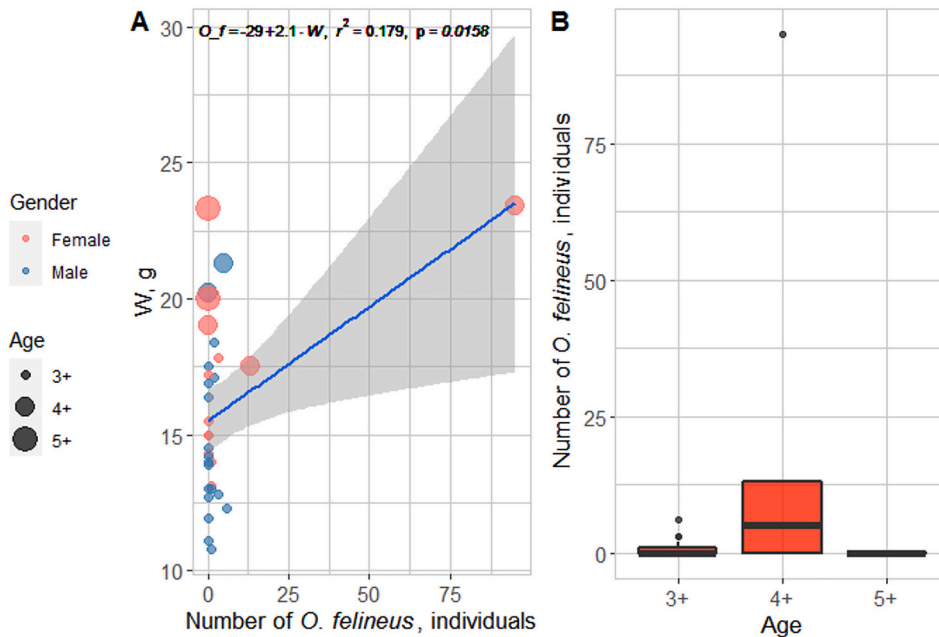 A
O_f = -29+2.1 · W, r² = 0.179, p = 0.0158
W, g
30
25
20
15
10
0 25 50 75
Number of O. felineus, individuals
Gender
Female
Male
Age
3+
4+
5+
B
Number of O. felineus, individuals
75
50
25
0
3+ 4+ 5+
Age